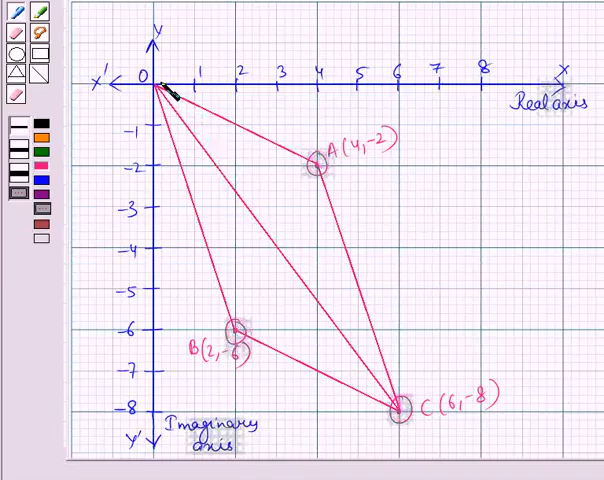 Y
X' 0 1 2 3 4 5 6 7 8 X
Real axis
-1
A(4,-2)
-2
-3
-4
-5
-6
B(2,-6)
-7
C(6,-8)
-8
Imaginary
axis
Y'